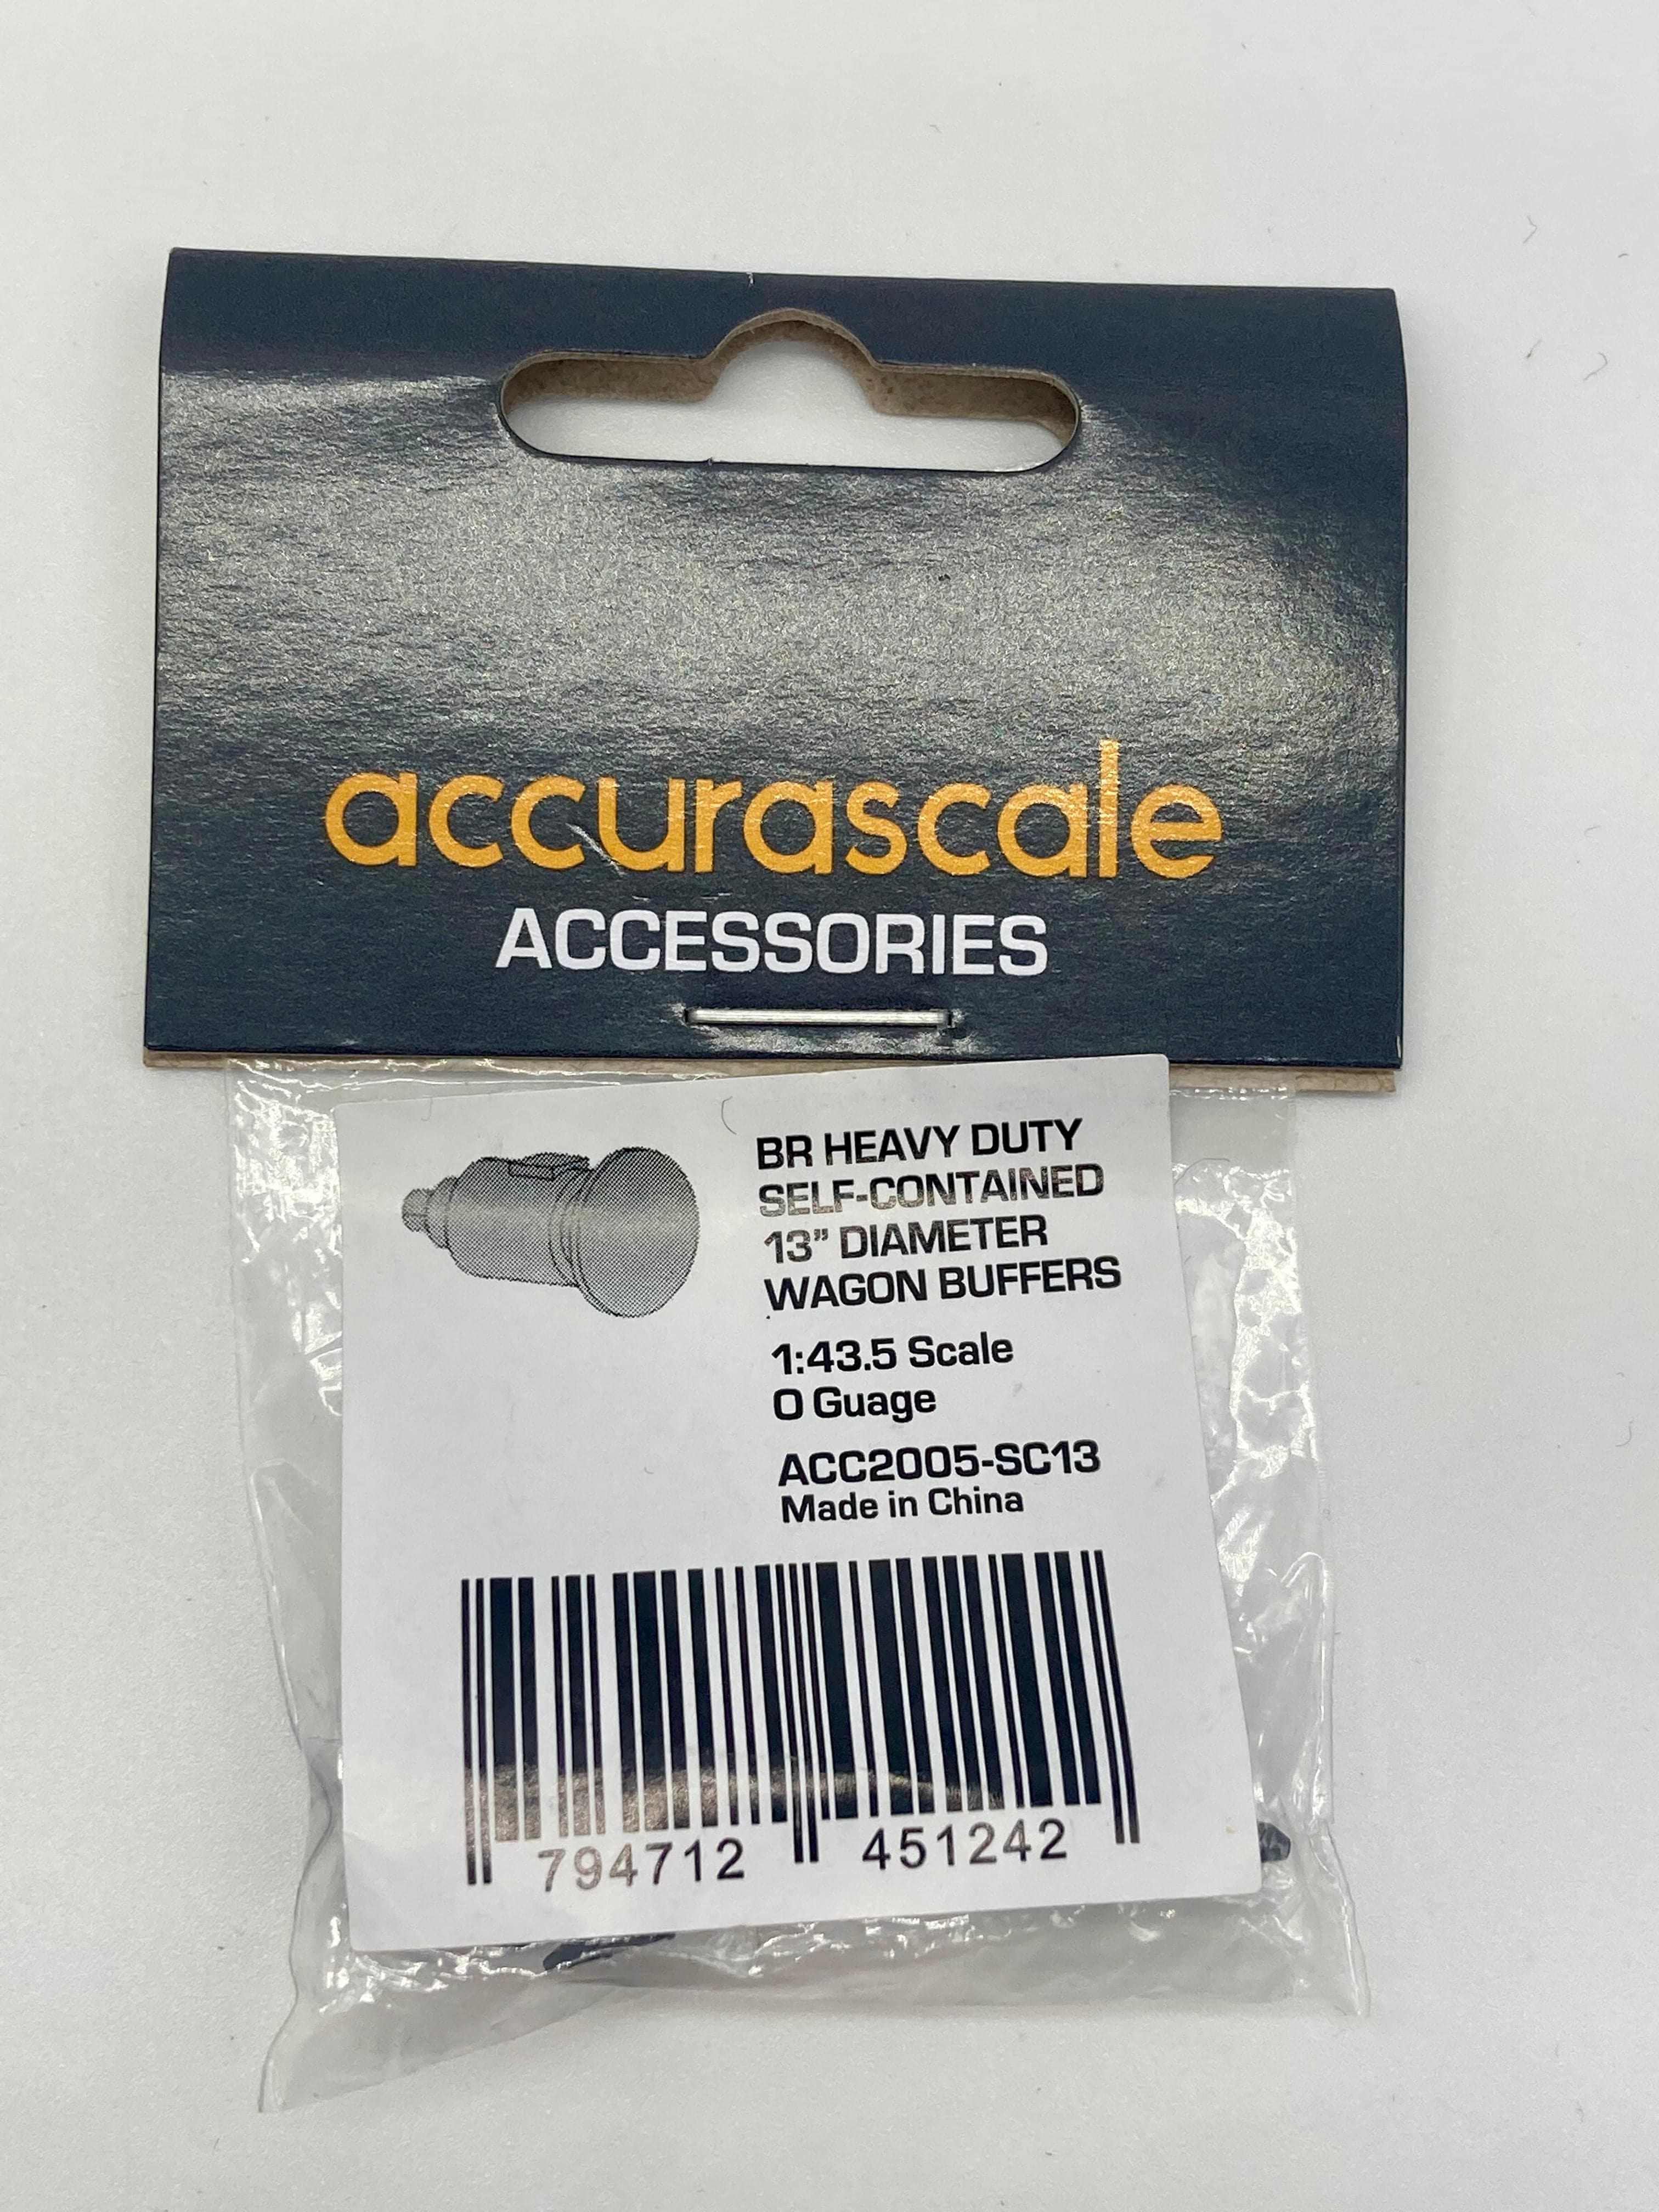 accurascale
ACCESSORIES
BR HEAVY DUTY
SELF-CONTAINED
13” DIAMETER
WAGON BUFFERS
1:43.5 Scale
O Guage
ACC2005-SC13
Made in China
794712 451242